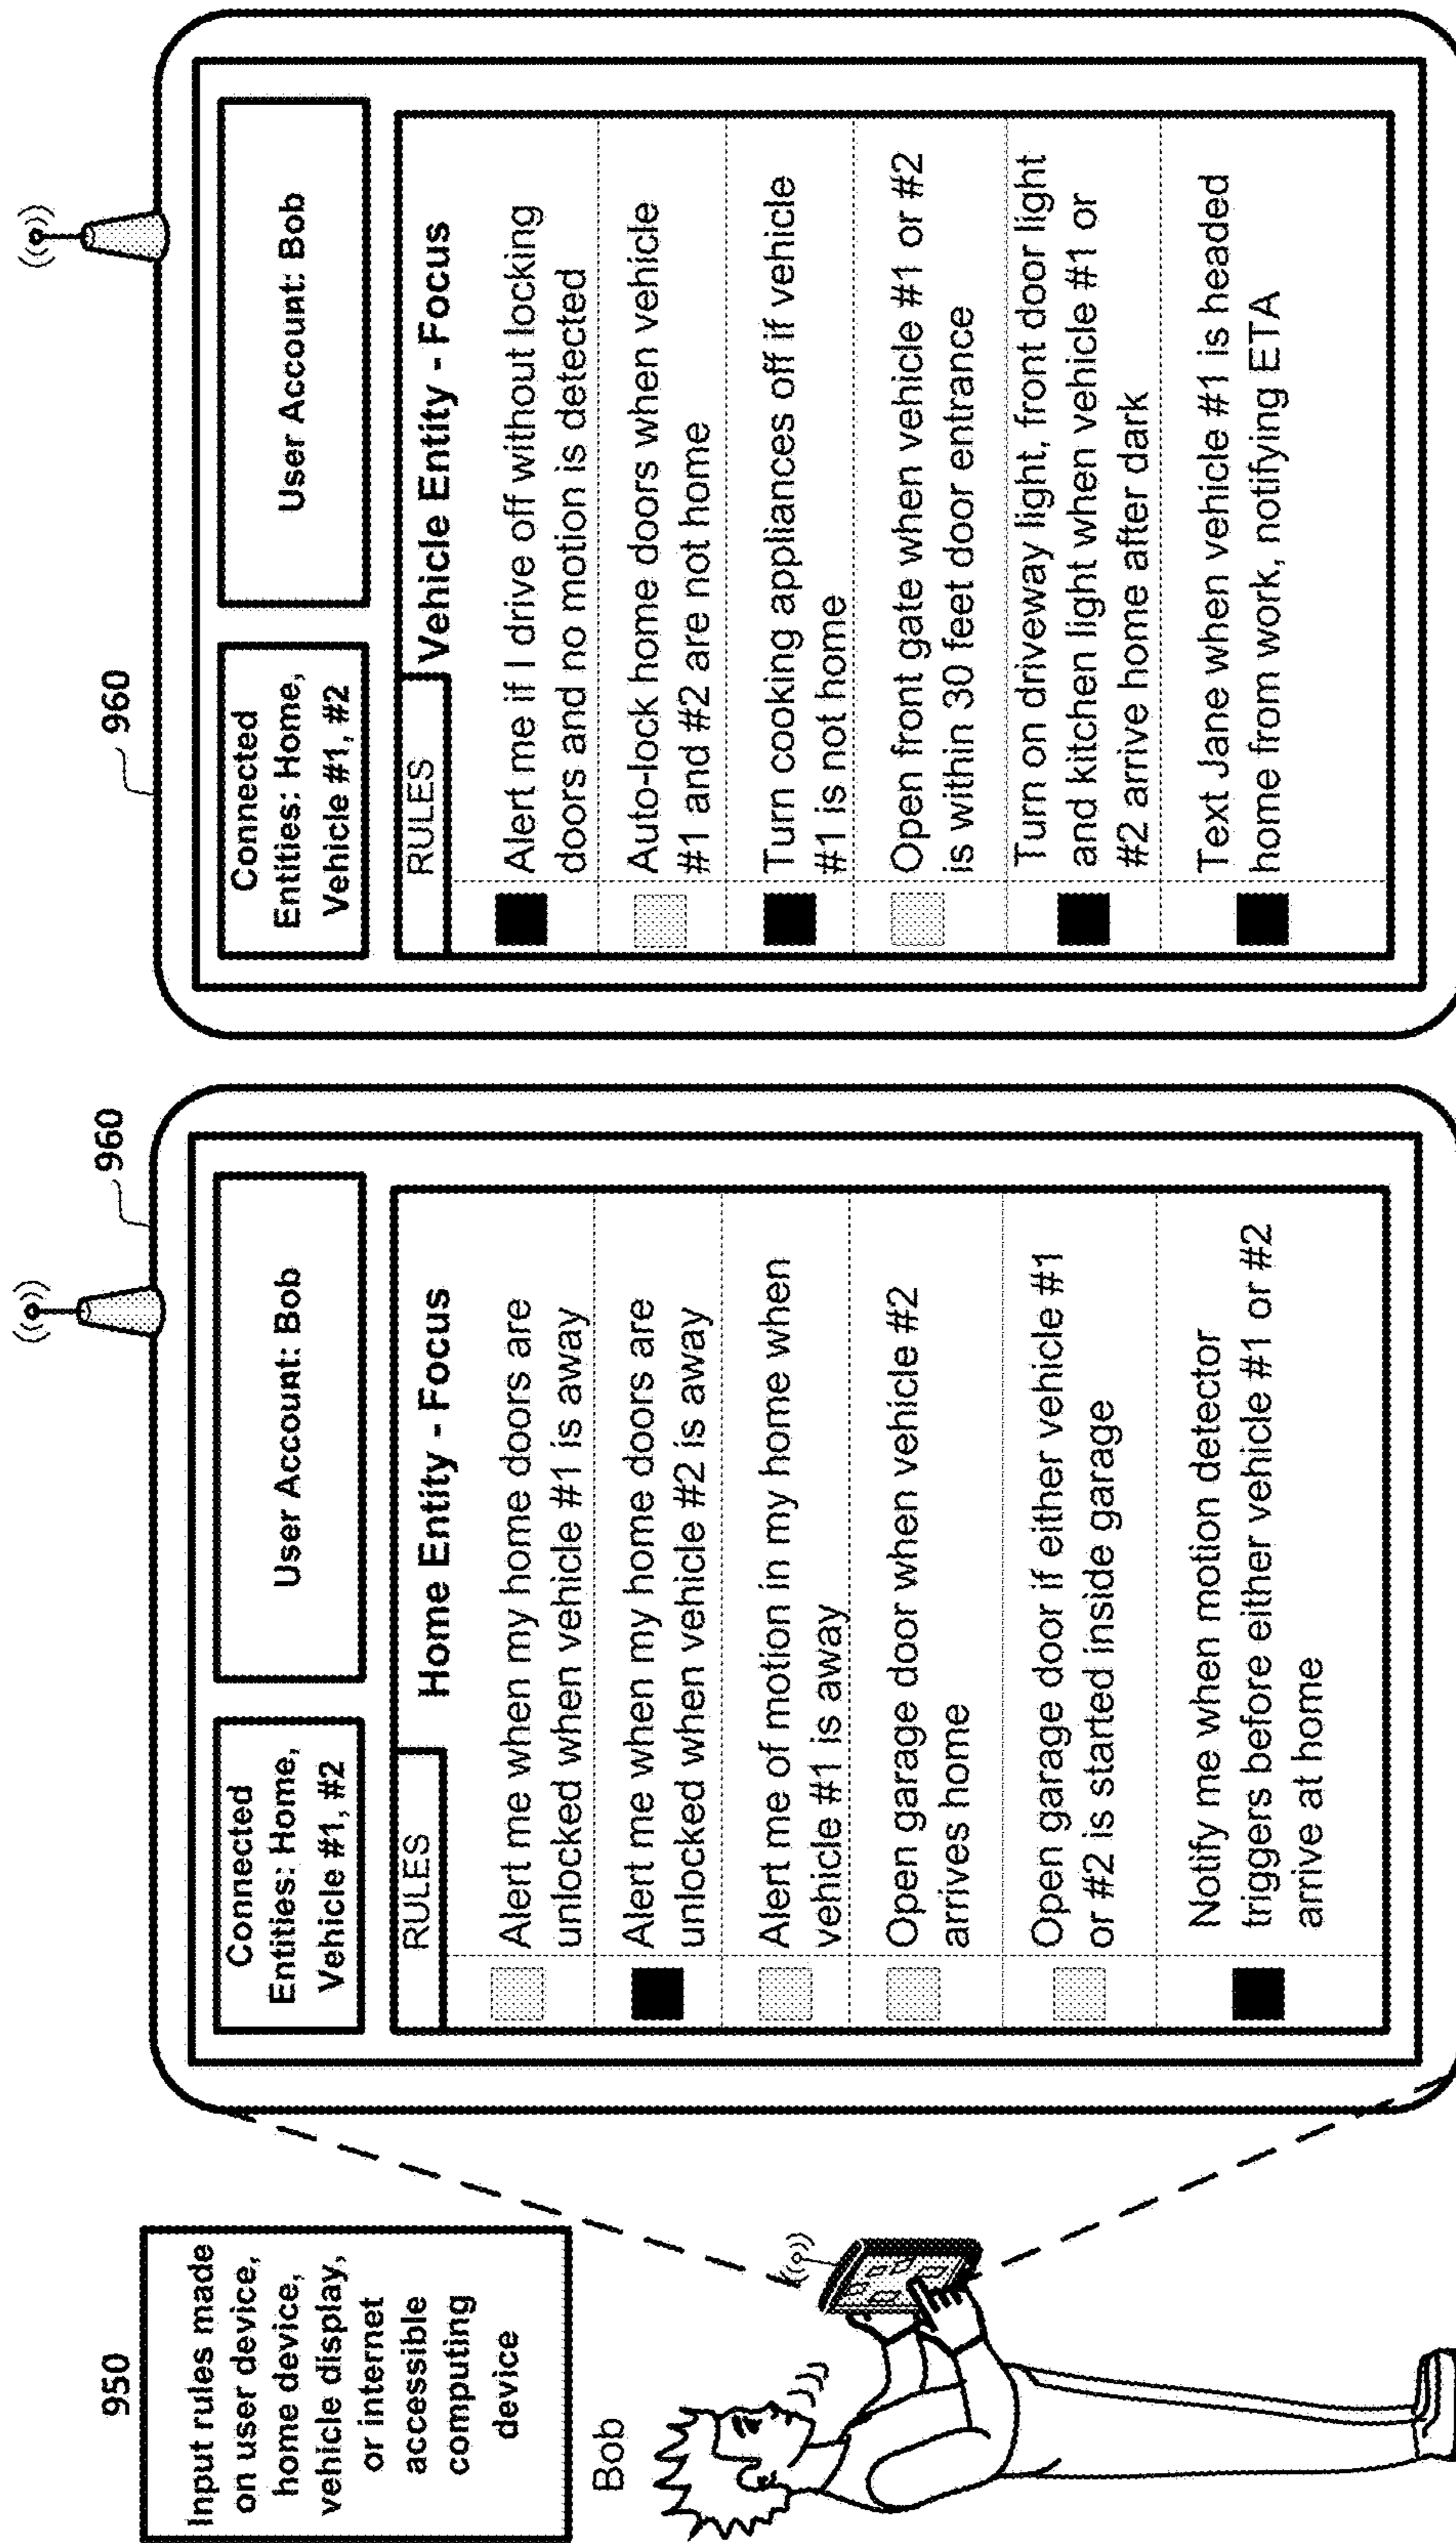 950
Input rules made
on user device,
home device,
vehicle display,
or internet
accessible
computing
device
Bob
960
Connected
Entities: Home,
Vehicle #1, #2
User Account: Bob
RULES
Home Entity - Focus
Alert me when my home doors are
unlocked when vehicle #1 is away
Alert me when my home doors are
unlocked when vehicle #2 is away
Alert me of motion in my home when
vehicle #1 is away
Open garage door when vehicle #2
arrives home
Open garage door if either vehicle #1
or #2 is started inside garage
Notify me when motion detector
triggers before either vehicle #1 or #2
arrive at home
960
Connected
Entities: Home,
Vehicle #1, #2
User Account: Bob
RULES
Vehicle Entity - Focus
Alert me if I drive off without locking
doors and no motion is detected
Auto-lock home doors when vehicle
#1 and #2 are not home
Turn cooking appliances off if vehicle
#1 is not home
Open front gate when vehicle #1 or #2
is within 30 feet door entrance
Turn on driveway light, front door light
and kitchen light when vehicle #1 or
#2 arrive home after dark
Text Jane when vehicle #1 is headed
home from work, notifying ETA